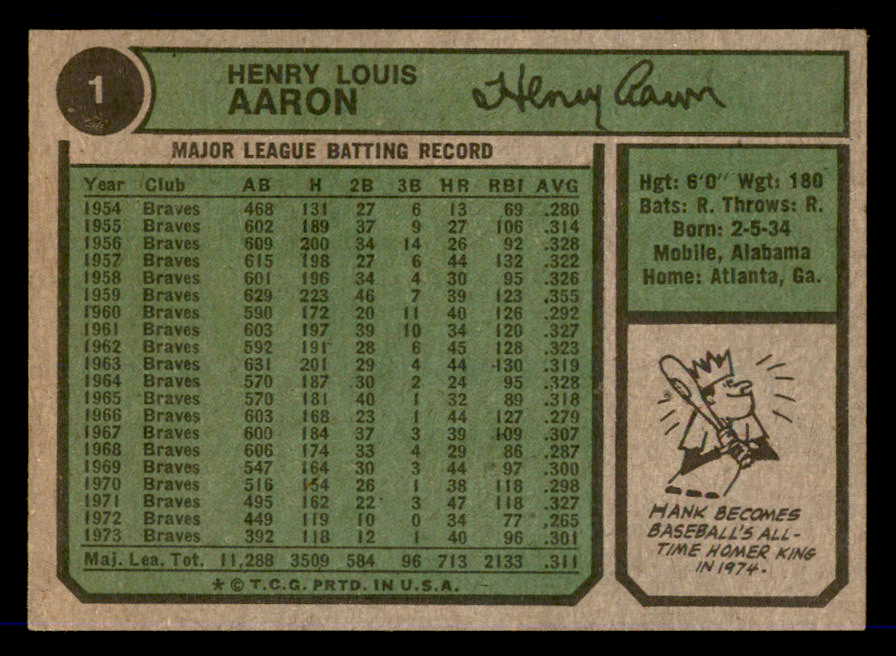 1
HENRY LOUIS
AARON
Henry Aaron
MAJOR LEAGUE BATTING RECORD
Year Club AB H 2B 3B HR RBI AVG
1954 Braves 468 131 27 6 13 69 .280
1955 Braves 602 189 37 9 27 106 .314
1956 Braves 609 200 34 14 26 92 .328
1957 Braves 615 198 27 6 44 132 .322
1958 Braves 601 196 34 4 30 95 .326
1959 Braves 629 223 46 7 39 123 .355
1960 Braves 590 172 20 11 40 126 .292
1961 Braves 603 197 39 10 34 120 .327
1962 Braves 592 191 28 6 45 128 .323
1963 Braves 631 201 29 4 44 130 .319
1964 Braves 570 187 30 2 24 95 .328
1965 Braves 570 181 40 1 32 89 .318
1966 Braves 603 168 23 1 44 127 .279
1967 Braves 600 184 37 3 39 109 .307
1968 Braves 606 174 33 4 29 86 .287
1969 Braves 547 164 30 3 44 97 .300
1970 Braves 516 154 26 1 38 118 .298
1971 Braves 495 162 22 3 47 118 .327
1972 Braves 449 119 10 0 34 77 .265
1973 Braves 392 118 12 1 40 96 .301
Maj. Lea. Tot. 11,288 3509 584 96 713 2133 .311
* © T.C.G. PRTD. IN U.S.A.
Hgt: 6'0" Wgt: 180
Bats: R. Throws: R.
Born: 2-5-34
Mobile, Alabama
Home: Atlanta, Ga.
HANK BECOMES
BASEBALL'S ALL-
TIME HOMER KING
IN 1974.